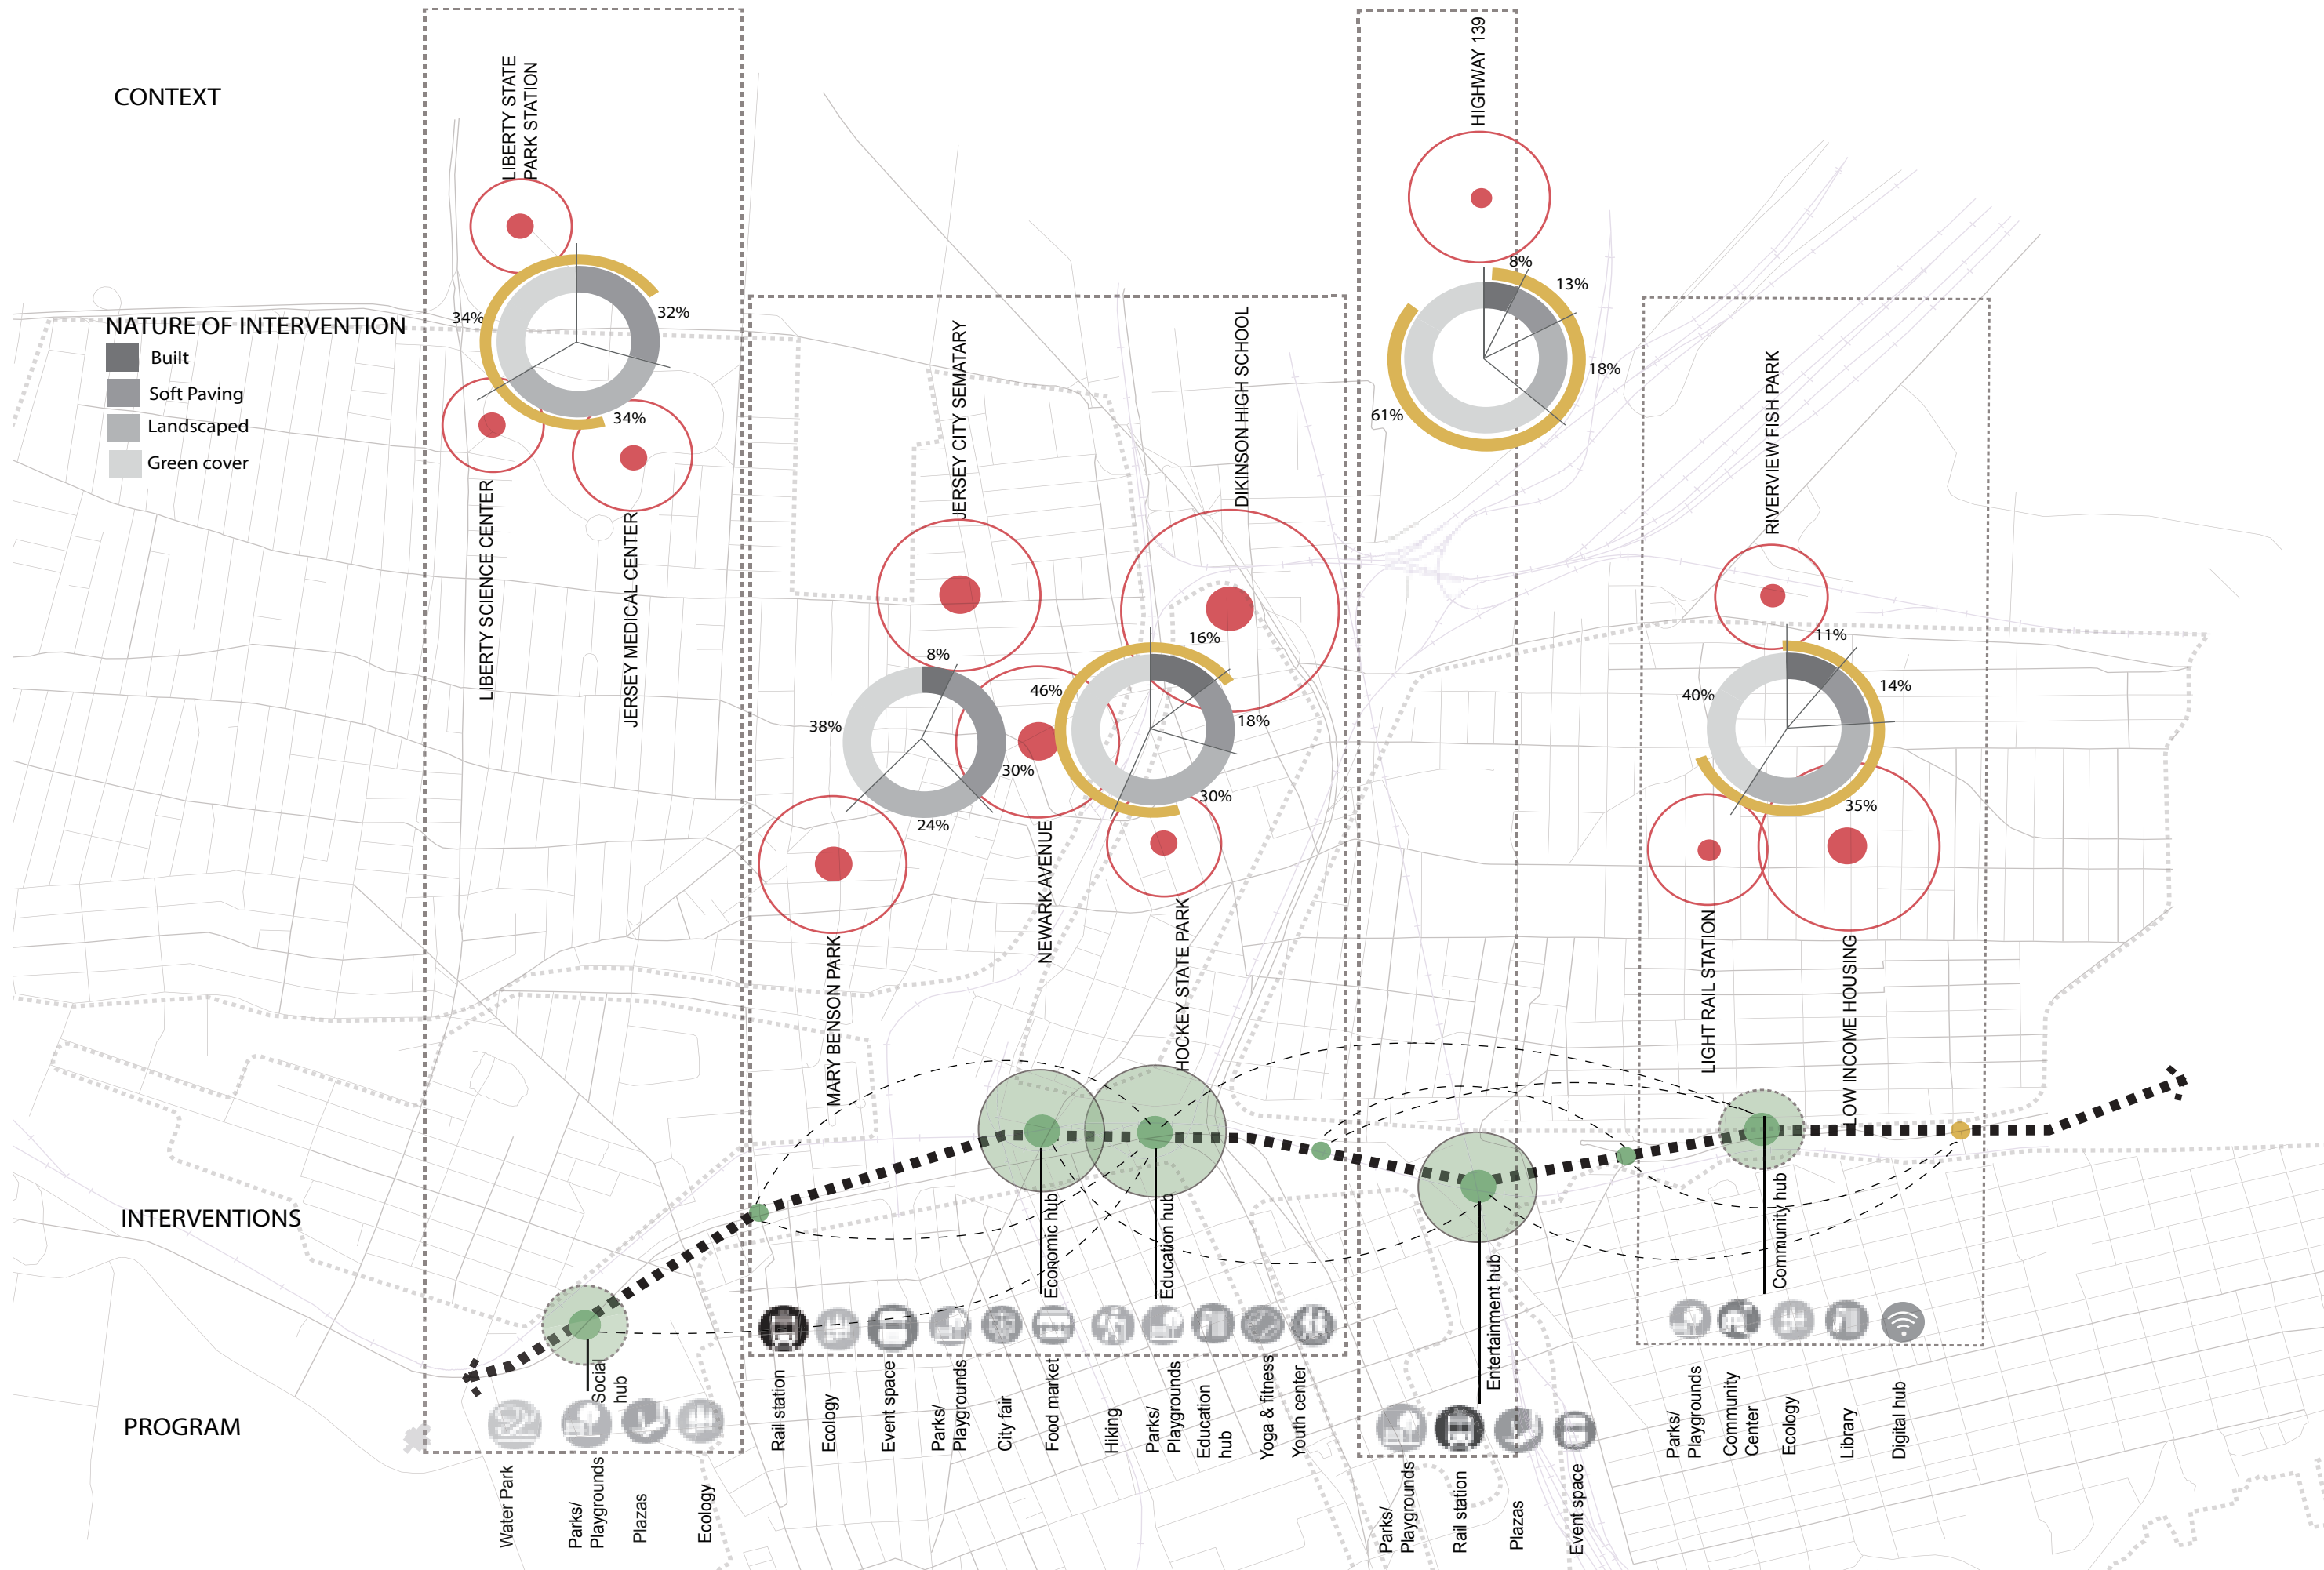 CONTEXT
LIBERTY STATE
PARK STATION
HIGHWAY 139
NATURE OF INTERVENTION
Built
Soft Paving
Landscaped
Green cover
34%
32%
34%
LIBERTY SCIENCE CENTER
JERSEY MEDICAL CENTER
JERSEY CITY SEMATARY
DIKINSON HIGH SCHOOL
8%
13%
18%
61%
RIVERVIEW FISH PARK
8%
38%
30%
24%
46%
16%
18%
30%
11%
14%
40%
35%
MARY BENSON PARK
NEWARK AVENUE
HOCKEY STATE PARK
LIGHT RAIL STATION
LOW INCOME HOUSING
INTERVENTIONS
Social
hub
Economic hub
Education hub
Entertainment hub
Community hub
PROGRAM
Water Park
Parks/
Playgrounds
Plazas
Ecology
Rail station
Ecology
Event space
Parks/
Playgrounds
City fair
Food market
Hiking
Parks/
Playgrounds
Education
hub
Yoga & fitness
Youth center
Parks/
Playgrounds
Rail station
Plazas
Event space
Parks/
Playgrounds
Community
Center
Ecology
Library
Digital hub